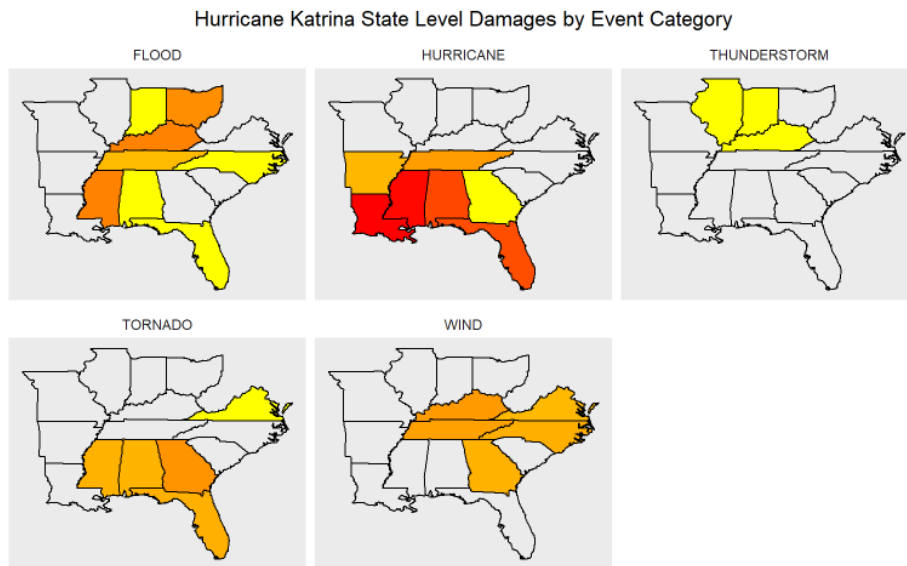 Hurricane Katrina State Level Damages by Event Category
FLOOD
HURRICANE
THUNDERSTORM
TORNADO
WIND